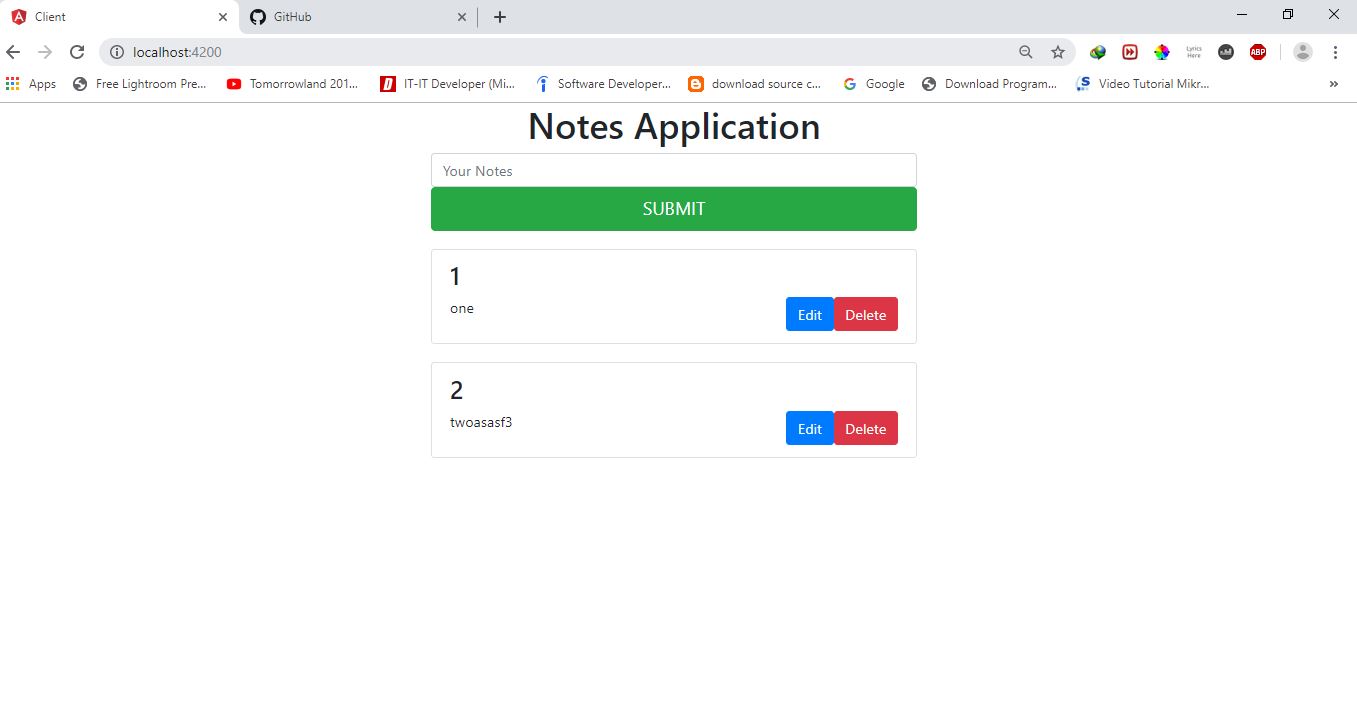 Client
GitHub
localhost:4200
Lyrics Here
ABP
Apps
Free Lightroom Pre...
Tomorrowland 201...
IT-IT Developer (Mi...
Software Developer...
download source c...
Google
Download Program...
Video Tutorial Mikr...
Notes Application
Your Notes
SUBMIT
1
one
Edit
Delete
2
twoasasf3
Edit
Delete